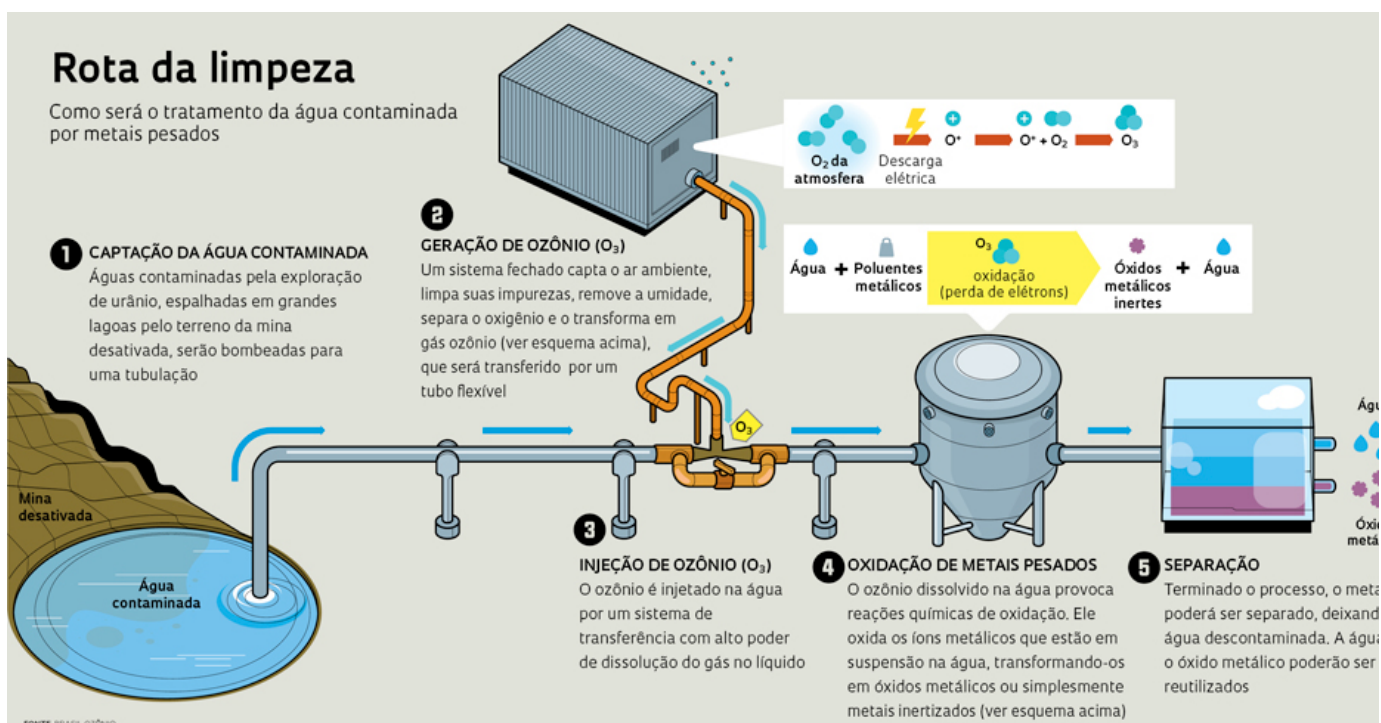 Rota da limpeza
Como será o tratamento da água contaminada
por metais pesados
O₂ da
atmosfera
Descarga
elétrica
O⁺
O⁺ + O₂
O₃
1 CAPTAÇÃO DA ÁGUA CONTAMINADA
Águas contaminadas pela exploração
de urânio, espalhadas em grandes
lagoas pelo terreno da mina
desativada, serão bombeadas para
uma tubulação
2
GERAÇÃO DE OZÔNIO (O₃)
Um sistema fechado capta o ar ambiente,
limpa suas impurezas, remove a umidade,
separa o oxigênio e o transforma em
gás ozônio (ver esquema acima),
que será transferido por um
tubo flexível
Água + Poluentes
metálicos
O₃
oxidação
(perda de elétrons)
Óxidos
metálicos
inertes
+ Água
O₃
Mina
desativada
Água
contaminada
3
INJEÇÃO DE OZÔNIO (O₃)
O ozônio é injetado na água
por um sistema de
transferência com alto poder
de dissolução do gás no líquido
4 OXIDAÇÃO DE METAIS PESADOS
O ozônio dissolvido na água provoca
reações químicas de oxidação. Ele
oxida os íons metálicos que estão em
suspensão na água, transformando-os
em óxidos metálicos ou simplesmente
metais inertizados (ver esquema acima)
5 SEPARAÇÃO
Terminado o processo, o meta
poderá ser separado, deixand
água descontaminada. A água
o óxido metálico poderão ser
reutilizados
Águ
Óxi
metá